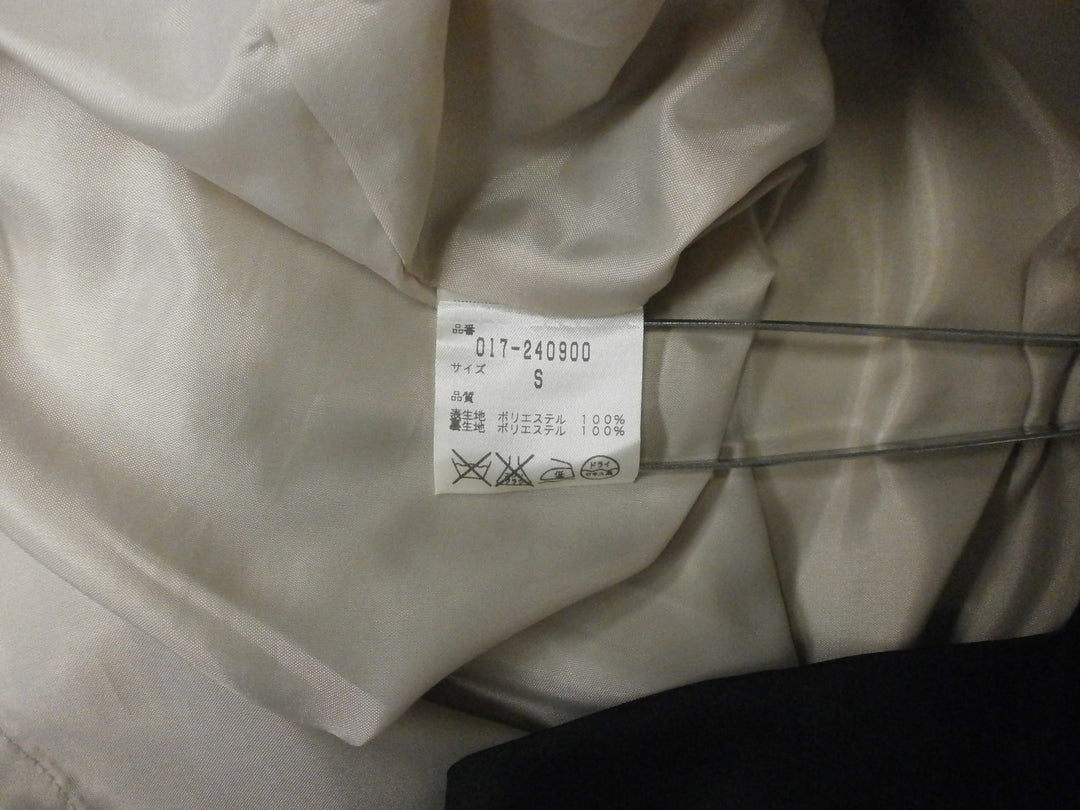 品番
017-240900
サイズ
S
品質
表生地 ポリエステル 100%
裏生地 ポリエステル 100%
ドライ